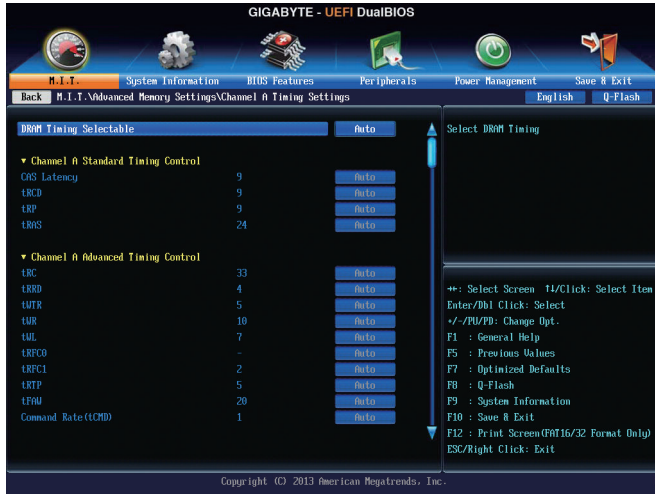 GIGABYTE - UEFI DualBIOS
M.I.T. System Information BIOS Features Peripherals Power Management Save & Exit
Back M.I.T.\Advanced Memory Settings\Channel A Timing Settings English Q-Flash
DRAM Timing Selectable Auto
▼ Channel A Standard Timing Control
CAS Latency 9 Auto
tRCD 9 Auto
tRP 9 Auto
tRAS 24 Auto
▼ Channel A Advanced Timing Control
tRC 33 Auto
tRRD 4 Auto
tWTR 5 Auto
tWR 10 Auto
tWL 7 Auto
tRFC0 - Auto
tRFC1 2 Auto
tRTP 5 Auto
tFAW 20 Auto
Command Rate(tCMD) 1 Auto
Select DRAM Timing
→←: Select Screen ↑↓/Click: Select Item
Enter/Dbl Click: Select
+/-/PU/PD: Change Opt.
F1 : General Help
F5 : Previous Values
F7 : Optimized Defaults
F8 : Q-Flash
F9 : System Information
F10 : Save & Exit
F12 : Print Screen(FAT16/32 Format Only)
ESC/Right Click: Exit
Copyright (C) 2013 American Megatrends, Inc.